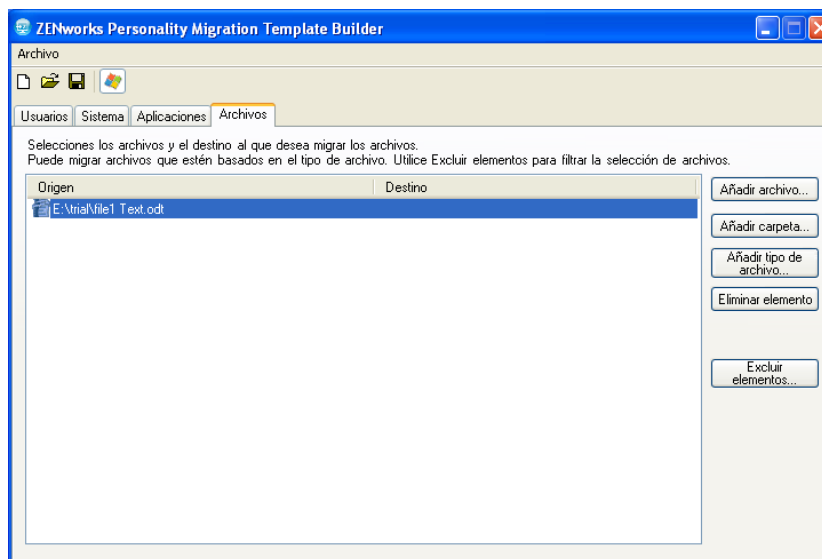 ZENworks Personality Migration Template Builder
Archivo
Usuarios Sistema Aplicaciones Archivos
Selecciones los archivos y el destino al que desea migrar los archivos.
Puede migrar archivos que estén basados en el tipo de archivo. Utilice Excluir elementos para filtrar la selección de archivos.
Origen Destino
E:\trial\file1 Text.odt
Añadir archivo...
Añadir carpeta...
Añadir tipo de
archivo...
Eliminar elemento
Excluir
elementos...